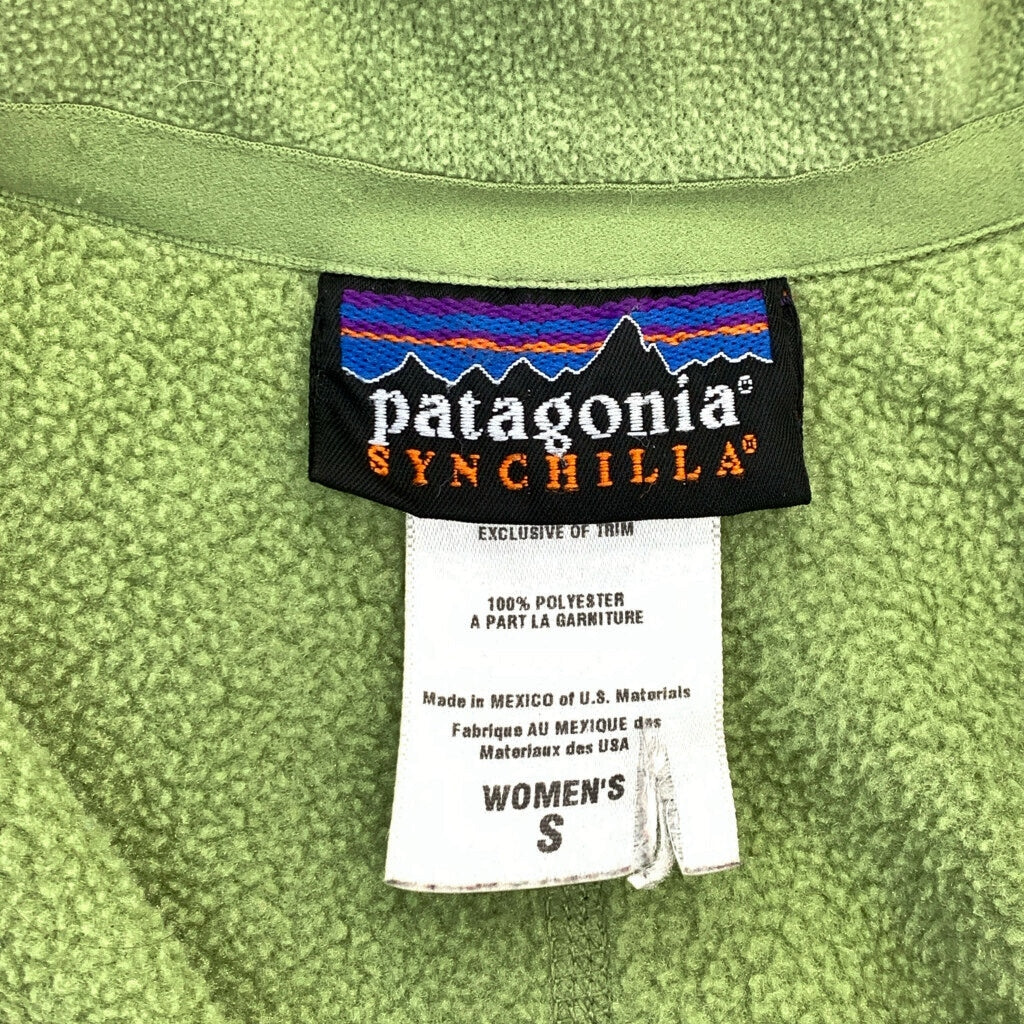 patagonia®
SYNCHILLA®
EXCLUSIVE OF TRIM
100% POLYESTER
A PART LA GARNITURE
Made in MEXICO of U.S. Materials
Fabrique AU MEXIQUE des
Materiaux des USA
WOMEN'S
S